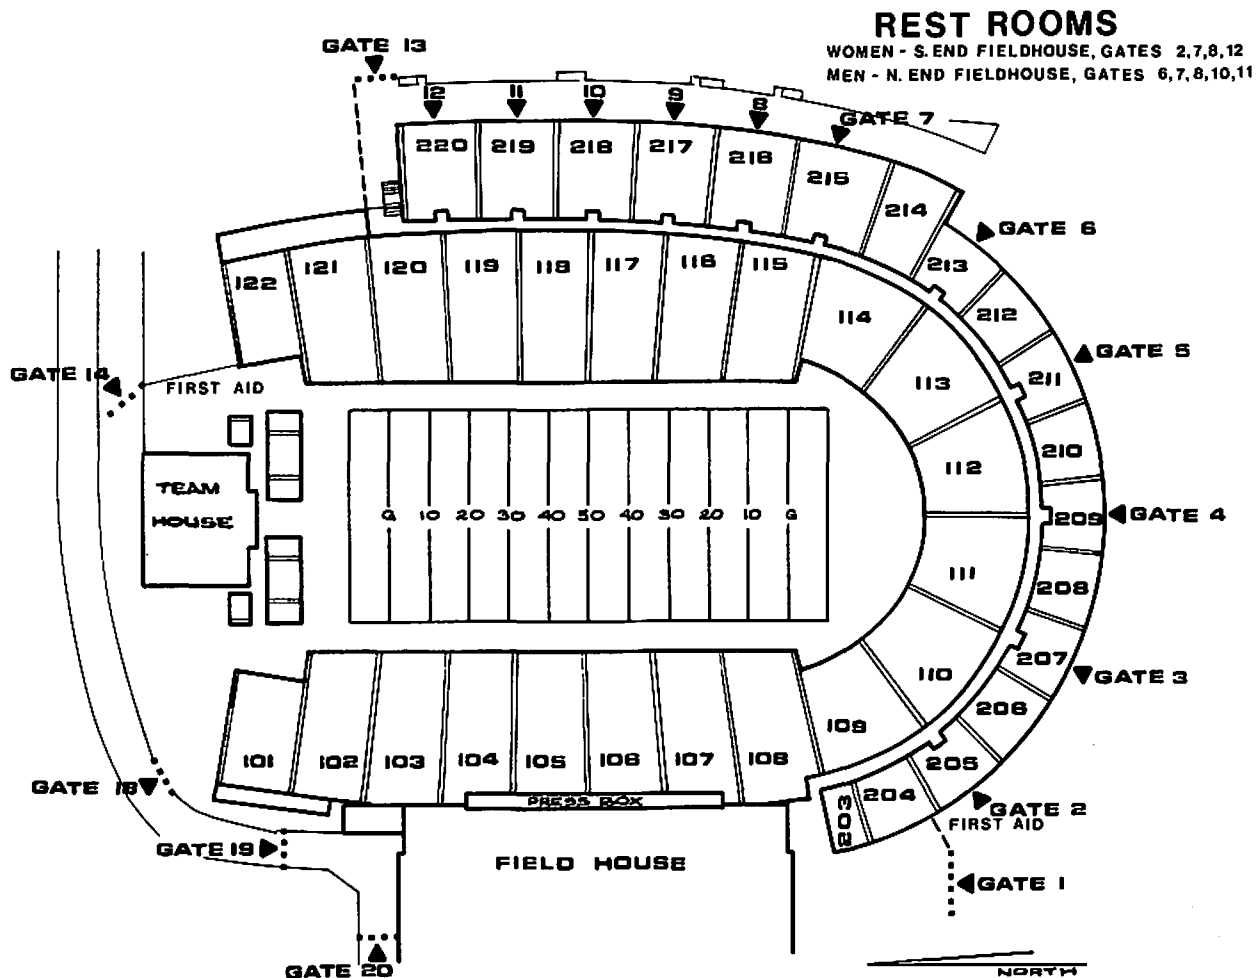 REST ROOMS
WOMEN - S. END FIELDHOUSE, GATES 2,7,8,12
MEN - N. END FIELDHOUSE, GATES 6,7,8,10,11
GATE 13
12 11 10 9 8 GATE 7
220 219 218 217 216 215 214
GATE 6
213
212
122 121 120 119 118 117 116 115
114
GATE 5
211
113
GATE 14 FIRST AID
210
112
TEAM
HOUSE
G 10 20 30 40 50 40 30 20 10 G
209 GATE 4
111
208
207 GATE 3
110
206
109
205
101 102 103 104 105 106 107 108
204
203
GATE 18
PRESS BOX
GATE 2
FIRST AID
GATE 19
FIELD HOUSE
GATE 1
GATE 20
NORTH